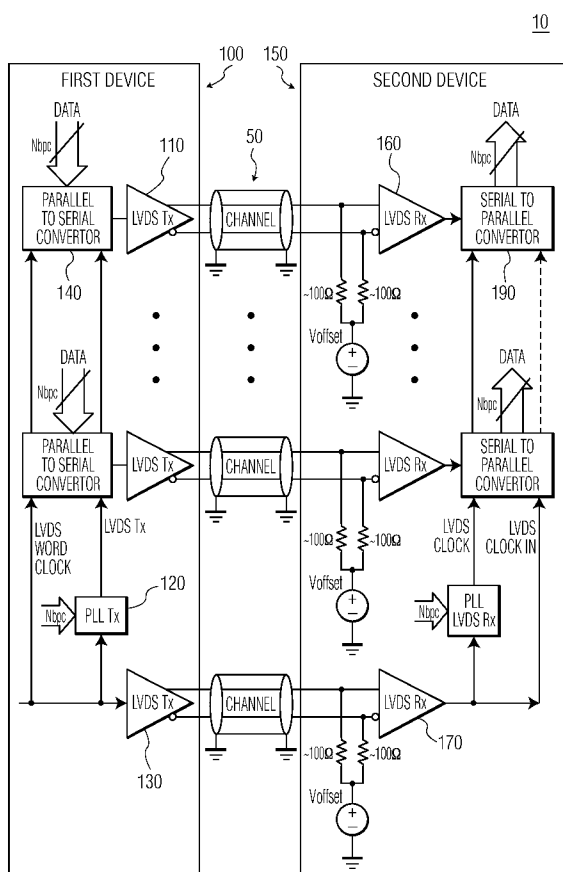 10
100
150
FIRST DEVICE
SECOND DEVICE
DATA
Nbpc
110
50
160
DATA
Nbpc
PARALLEL
TO SERIAL
CONVERTOR
LVDS Tx
CHANNEL
LVDS Rx
SERIAL TO
PARALLEL
CONVERTOR
140
190
~100Ω
~100Ω
Voffset
DATA
Nbpc
DATA
Nbpc
PARALLEL
TO SERIAL
CONVERTOR
LVDS Tx
CHANNEL
LVDS Rx
SERIAL TO
PARALLEL
CONVERTOR
LVDS
WORD
CLOCK
LVDS Tx
~100Ω
~100Ω
LVDS
CLOCK
LVDS
CLOCK IN
120
Voffset
Nbpc
PLL Tx
Nbpc
PLL
LVDS Rx
LVDS Tx
CHANNEL
LVDS Rx
130
170
~100Ω
~100Ω
Voffset